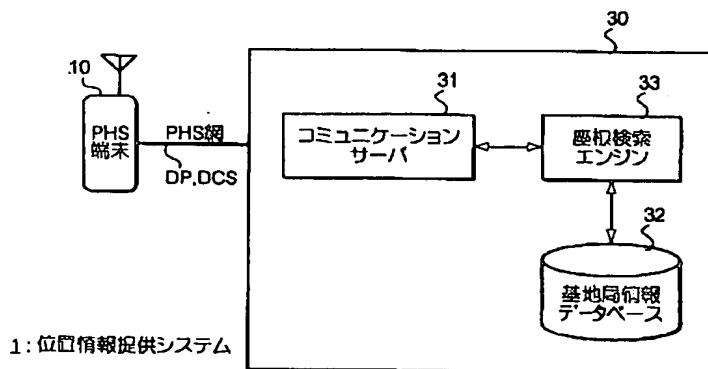 30
10
31
33
PHS
端末
PHS網
DP,DCS
コミュニケーション
サーバ
座標検索
エンジン
32
基地局情報
データベース
1:位置情報提供システム